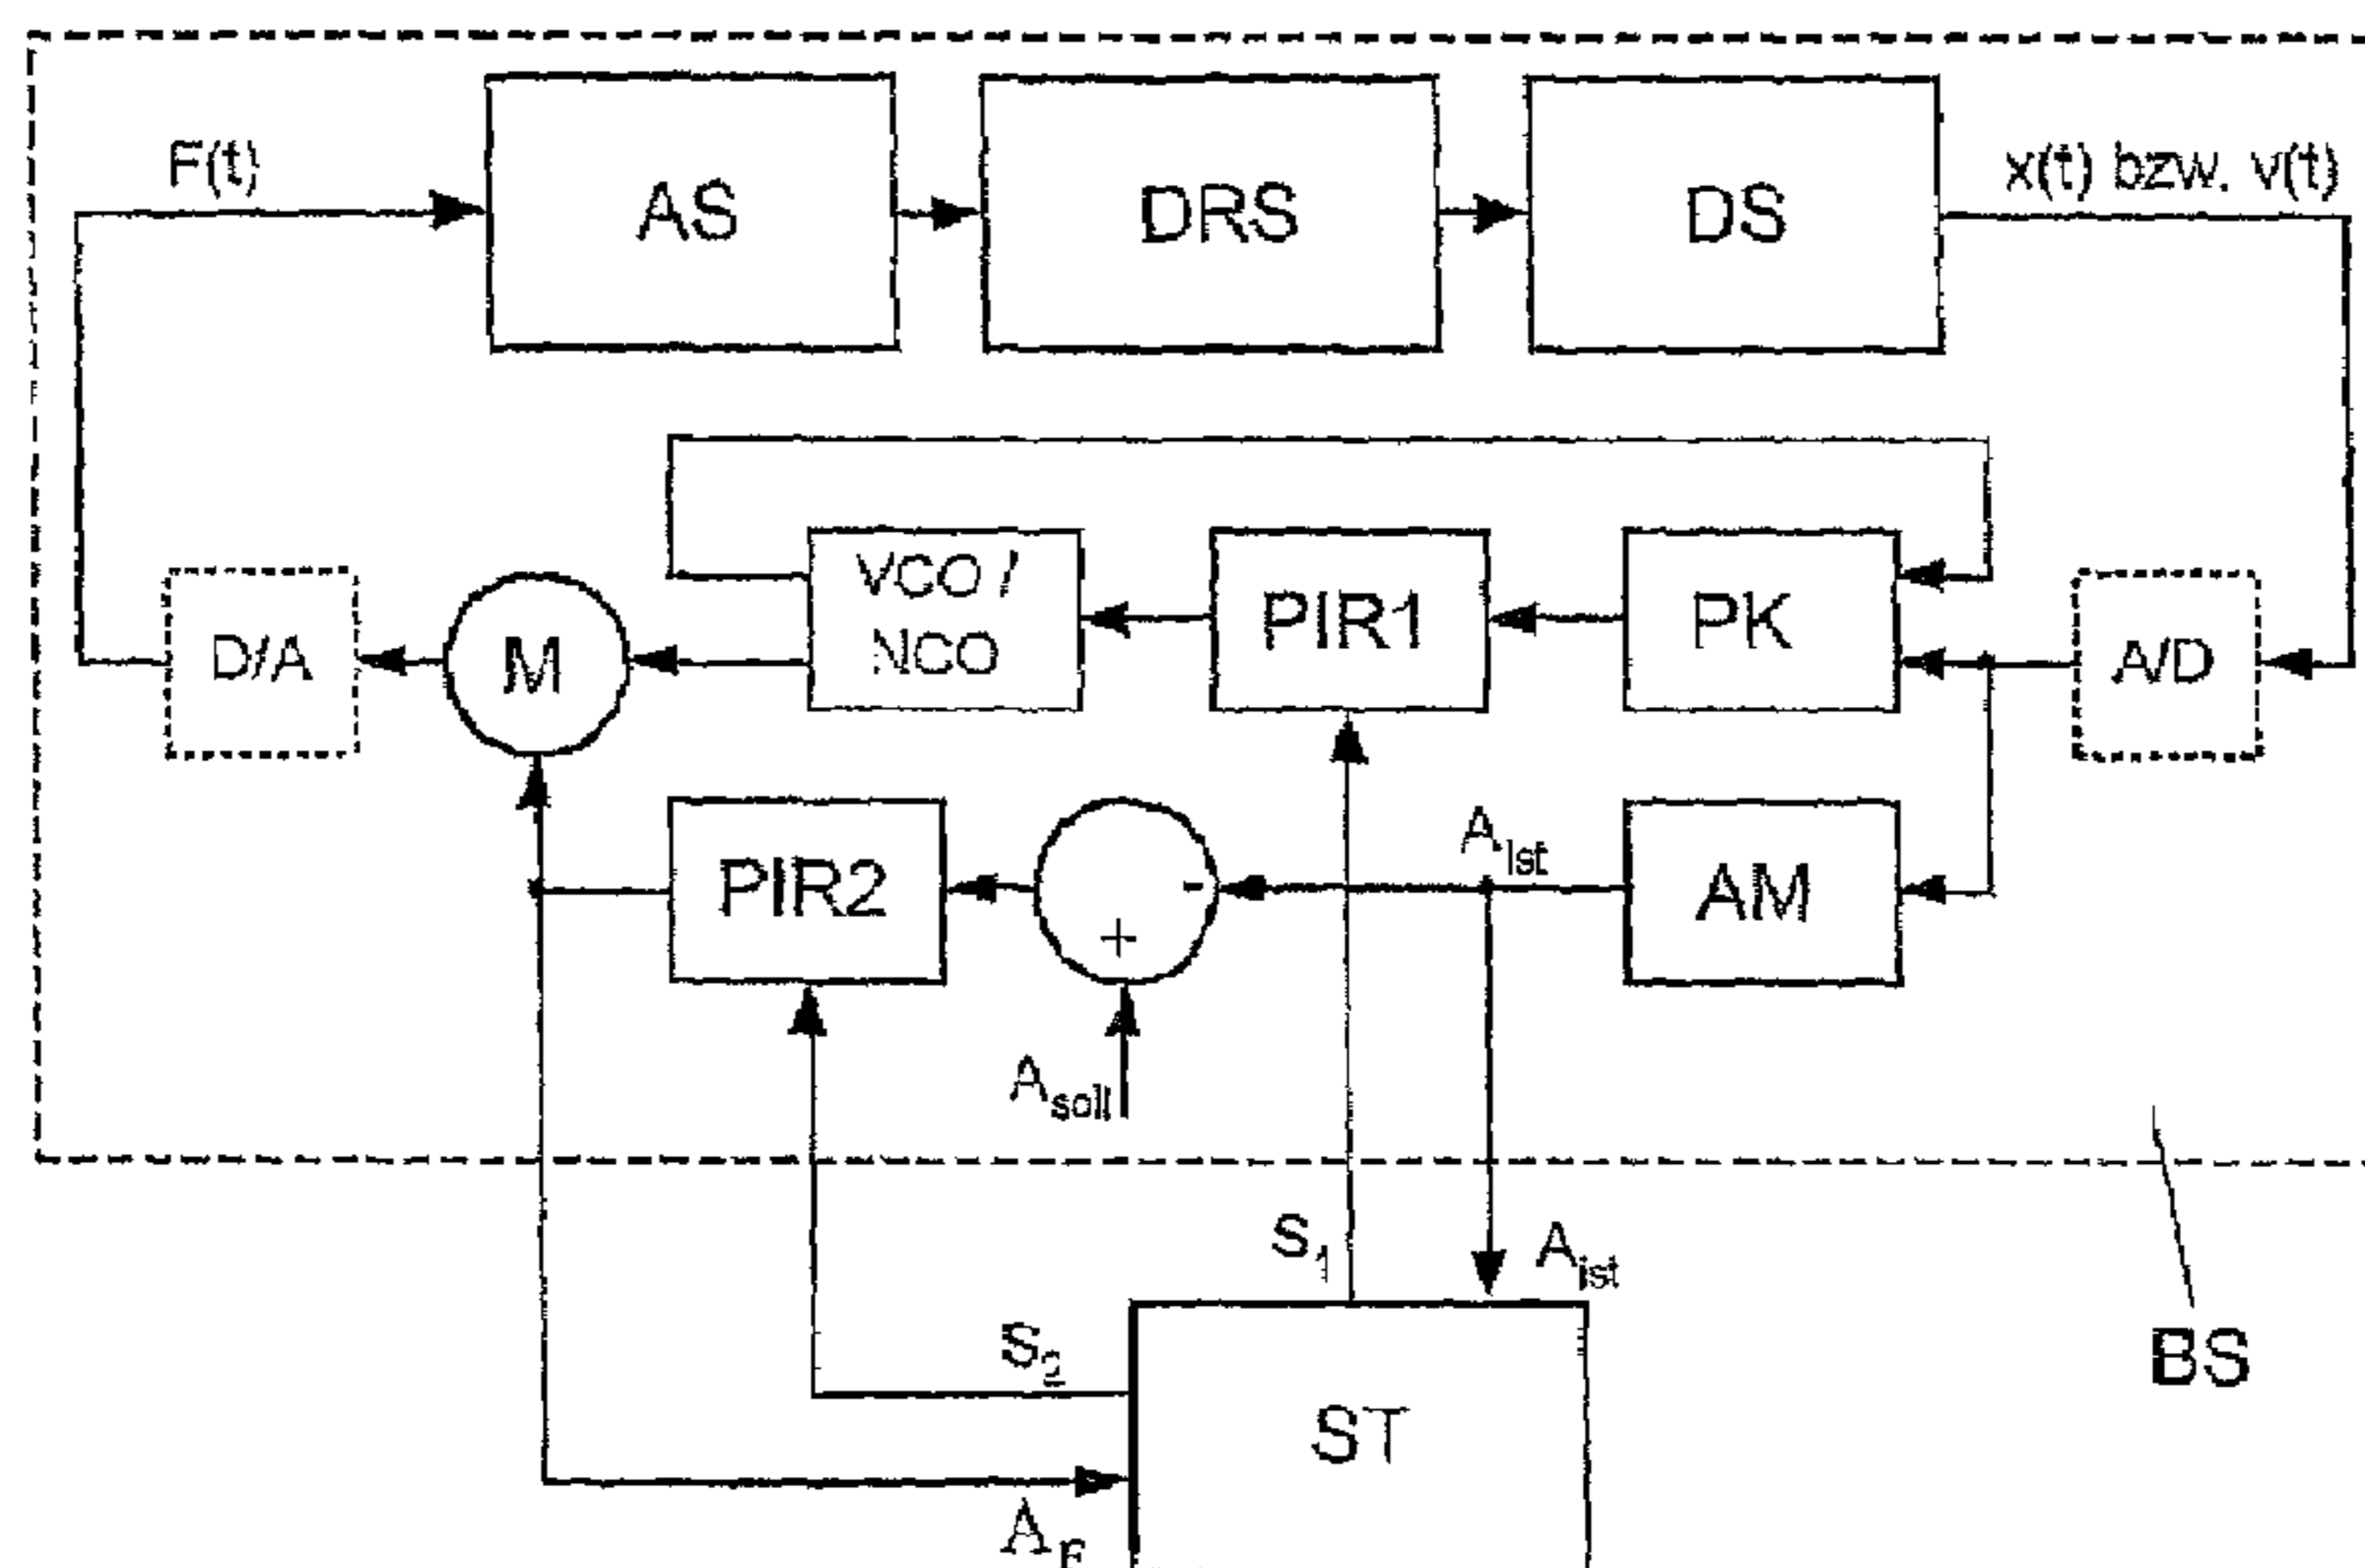 F(t)
AS
DRS
DS
x(t) bzw. v(t)
D/A
M
VCO /
NCO
PIR1
PK
A/D
PIR2
-
+
A_Ist
AM
A_soll
S_1
A_ist
S_2
ST
BS
A_F